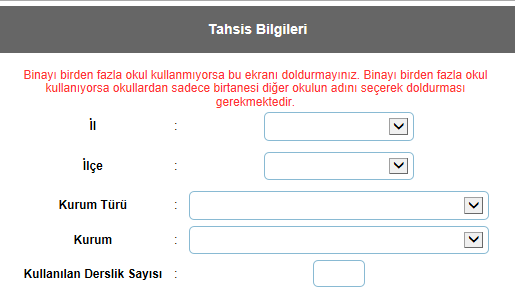 Tahsis Bilgileri
Binayı birden fazla okul kullanmıyorsa bu ekranı doldurmayınız. Binayı birden fazla okul
kullanıyorsa okullardan sadece birtanesi diğer okulun adını seçerek doldurması
gerekmektedir.
İl :
İlçe :
Kurum Türü :
Kurum :
Kullanılan Derslik Sayısı :